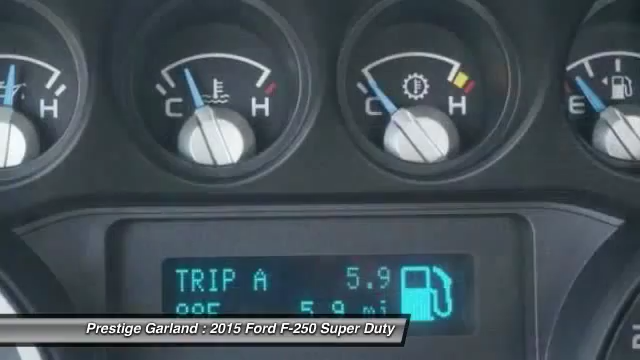 H C H C H E
TRIP A 5.9
5.9 mi
Prestige Garland : 2015 Ford F-250 Super Duty